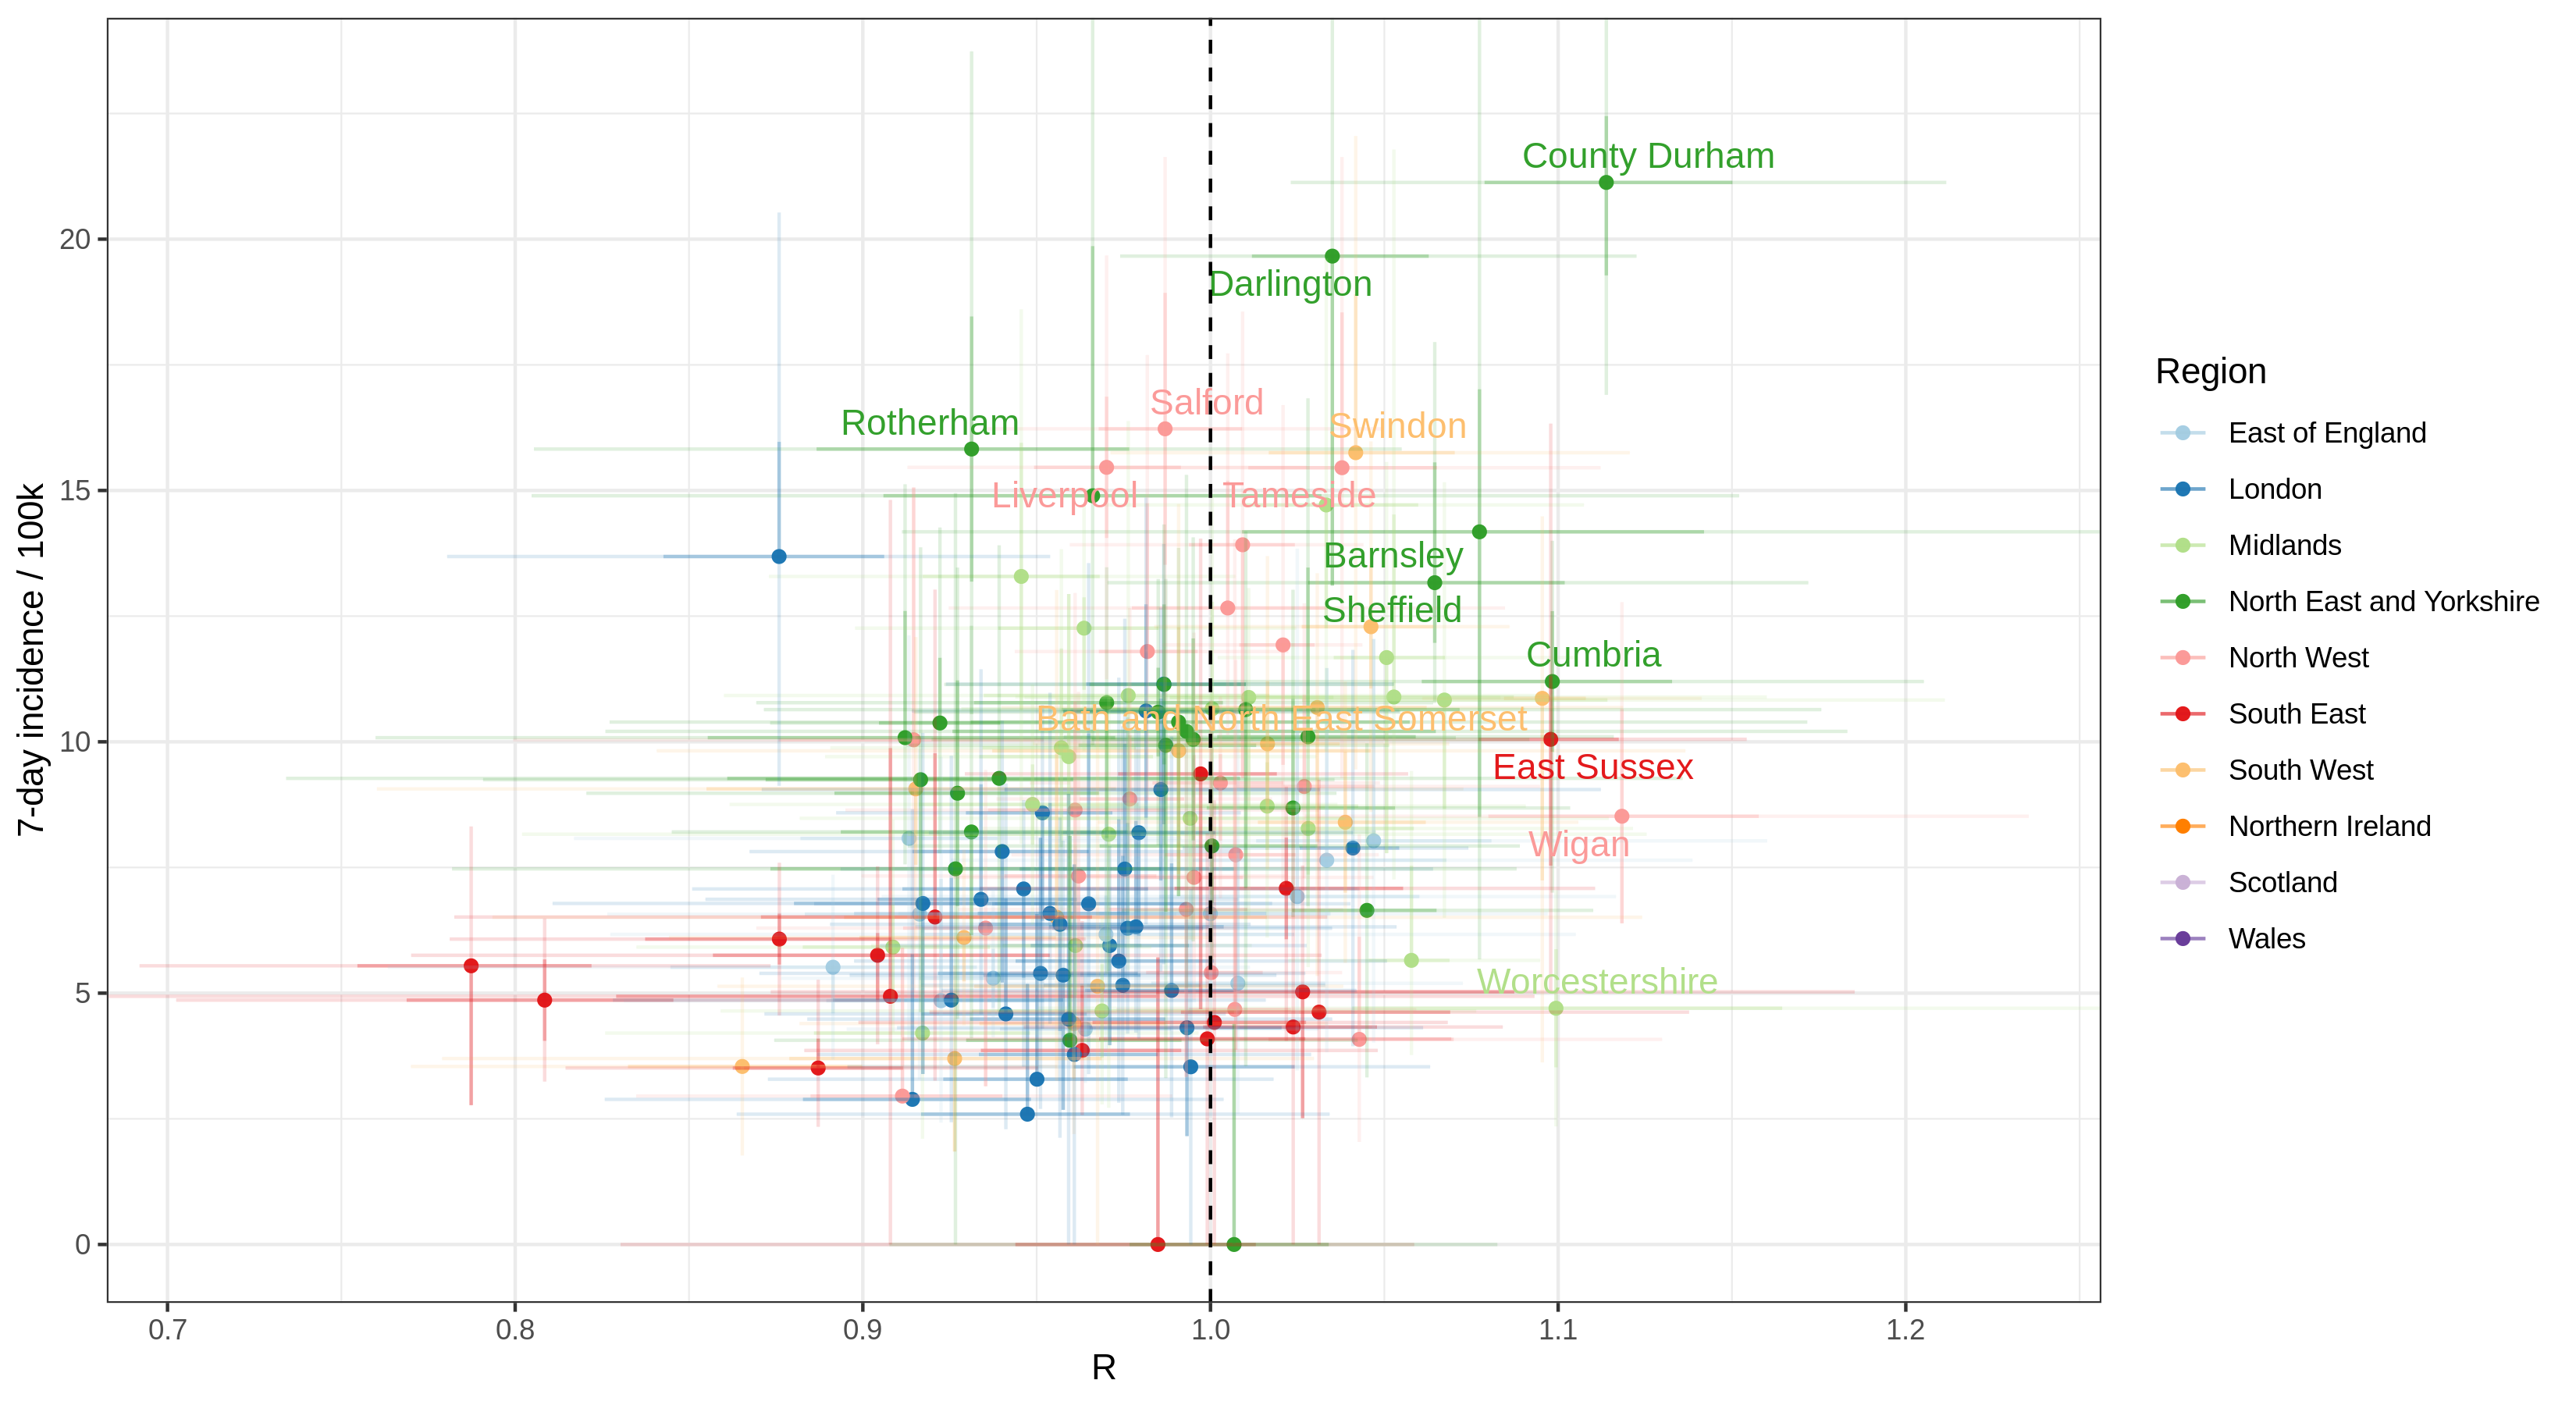 County Durham
20
Darlington
Region
Salford
Rotherham
Swindon
East of England
15
Liverpool
Tameside
London
Midlands
Barnsley
Sheffield
North East and Yorkshire
Cumbria
North West
7-day incidence / 100k
Bath and North East Somerset
South East
10
East Sussex
South West
Wigan
Northern Ireland
Scotland
Wales
5
Worcestershire
0
0.7
0.8
0.9
1.0
1.1
1.2
R